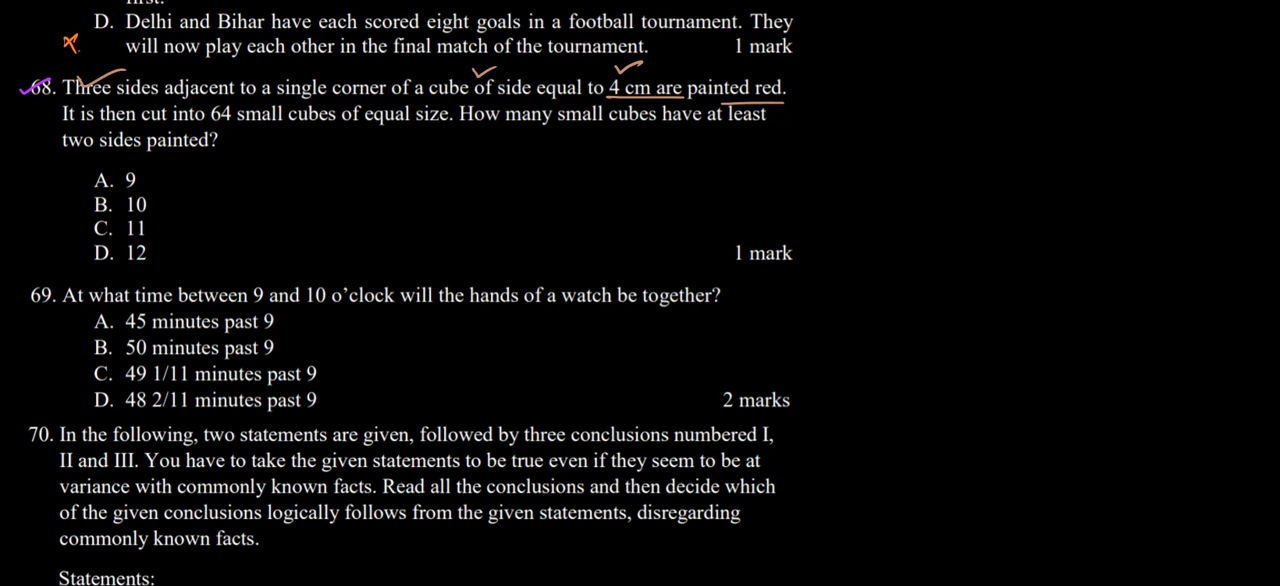 D. Delhi and Bihar have each scored eight goals in a football tournament. They
will now play each other in the final match of the tournament. 1 mark
68. Three sides adjacent to a single corner of a cube of side equal to 4 cm are painted red.
It is then cut into 64 small cubes of equal size. How many small cubes have at least
two sides painted?
A. 9
B. 10
C. 11
D. 12 1 mark
69. At what time between 9 and 10 o’clock will the hands of a watch be together?
A. 45 minutes past 9
B. 50 minutes past 9
C. 49 1/11 minutes past 9
D. 48 2/11 minutes past 9 2 marks
70. In the following, two statements are given, followed by three conclusions numbered I,
II and III. You have to take the given statements to be true even if they seem to be at
variance with commonly known facts. Read all the conclusions and then decide which
of the given conclusions logically follows from the given statements, disregarding
commonly known facts.
Statements: